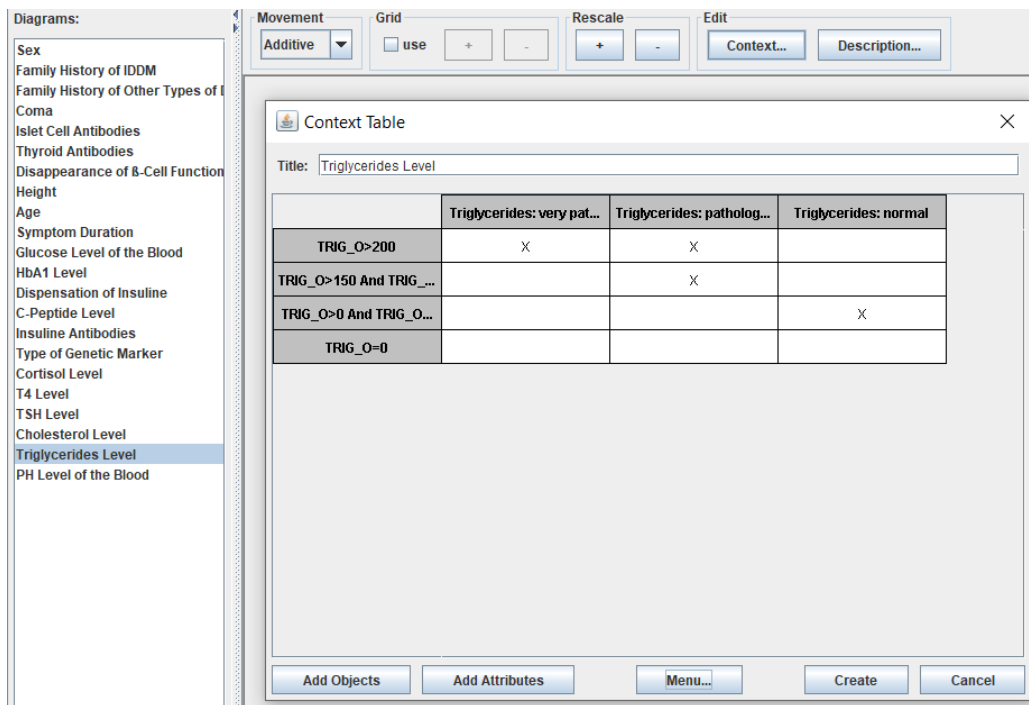 Diagrams:
Sex
Family History of IDDM
Family History of Other Types of
Coma
Islet Cell Antibodies
Thyroid Antibodies
Disappearance of ß-Cell Function
Height
Age
Symptom Duration
Glucose Level of the Blood
HbA1 Level
Dispensation of Insuline
C-Peptide Level
Insuline Antibodies
Type of Genetic Marker
Cortisol Level
T4 Level
TSH Level
Cholesterol Level
Triglycerides Level
PH Level of the Blood
Movement Grid Rescale Edit
Additive use + - + - Context... Description...
Context Table
Title: Triglycerides Level
Triglycerides: very pat... Triglycerides: patholog... Triglycerides: normal
TRIG_O>200 X X
TRIG_O>150 And TRIG_... X
TRIG_O>0 And TRIG_O... X
TRIG_O=0
Add Objects Add Attributes Menu... Create Cancel